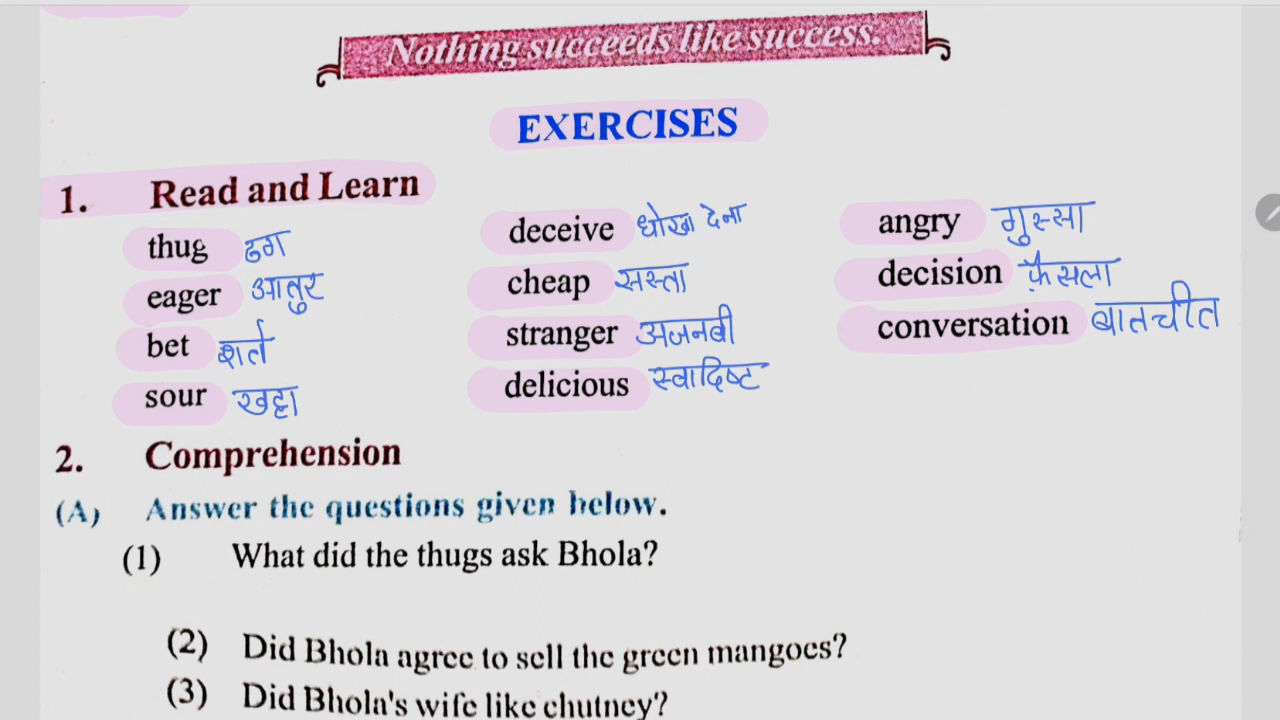 Nothing succeeds like success.
EXERCISES
1. Read and Learn
thug ठग deceive धोखा देना angry गुस्सा
eager आतुर cheap सस्ता decision फ़ैसला
bet शर्त stranger अजनबी conversation बातचीत
sour खट्टा delicious स्वादिष्ट
2. Comprehension
(A) Answer the questions given below.
(1) What did the thugs ask Bhola?
(2) Did Bhola agree to sell the green mangoes?
(3) Did Bhola's wife like chutney?